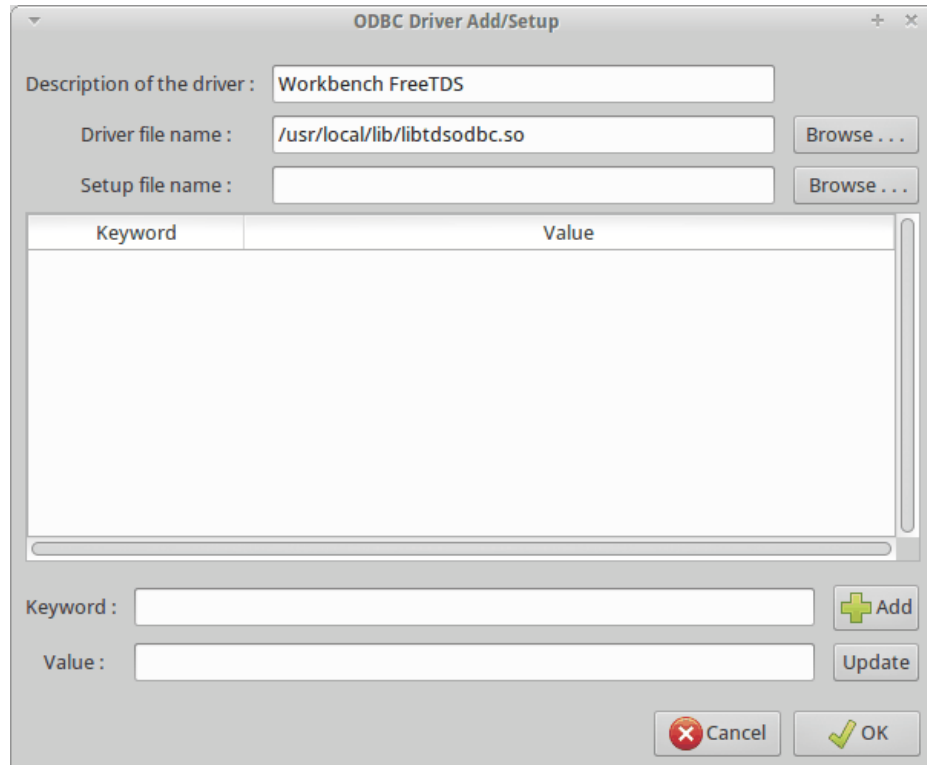 ODBC Driver Add/Setup
Description of the driver : Workbench FreeTDS
Driver file name : /usr/local/lib/libtdsodbc.so Browse . . .
Setup file name : Browse . . .
Keyword Value
Keyword : Add
Value : Update
Cancel OK